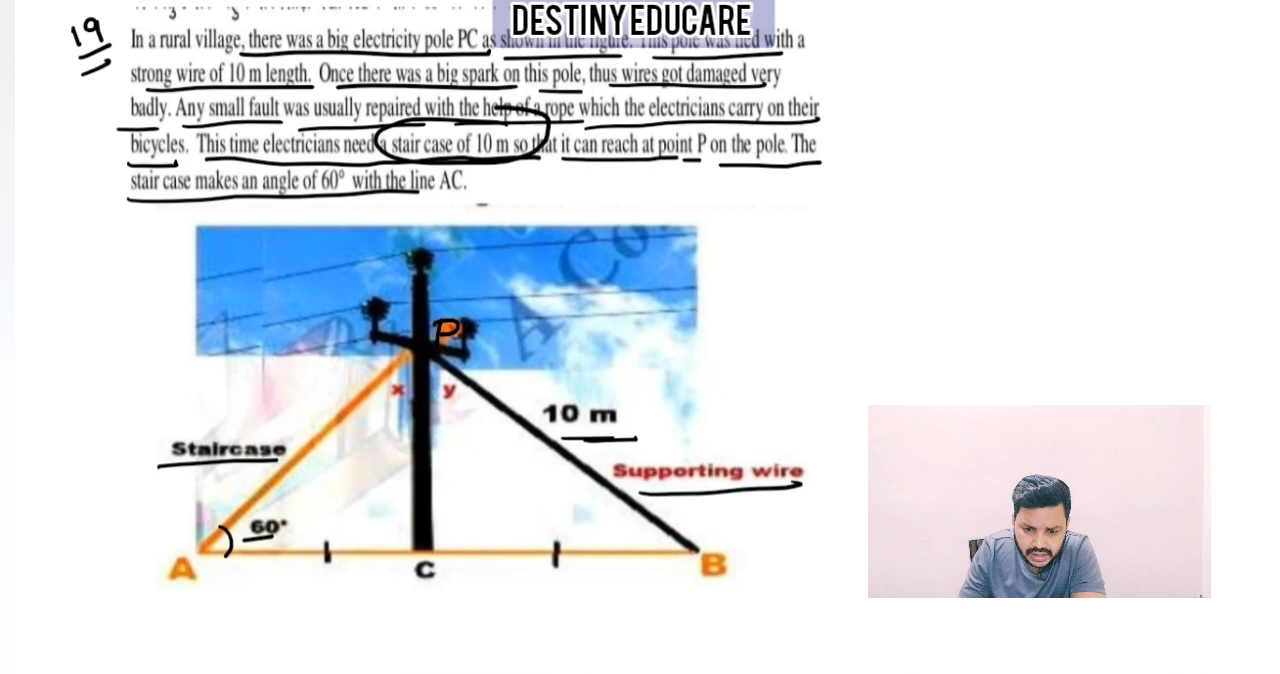 DESTINY EDUCARE
19
In a rural village, there was a big electricity pole PC as shown in the figure. This pole was tied with a
strong wire of 10 m length. Once there was a big spark on this pole, thus wires got damaged very
badly. Any small fault was usually repaired with the help of a rope which the electricians carry on their
bicycles. This time electricians need a stair case of 10 m so that it can reach at point P on the pole. The
stair case makes an angle of 60° with the line AC.
P
x y
10 m
Staircase
Supporting wire
60°
A C B